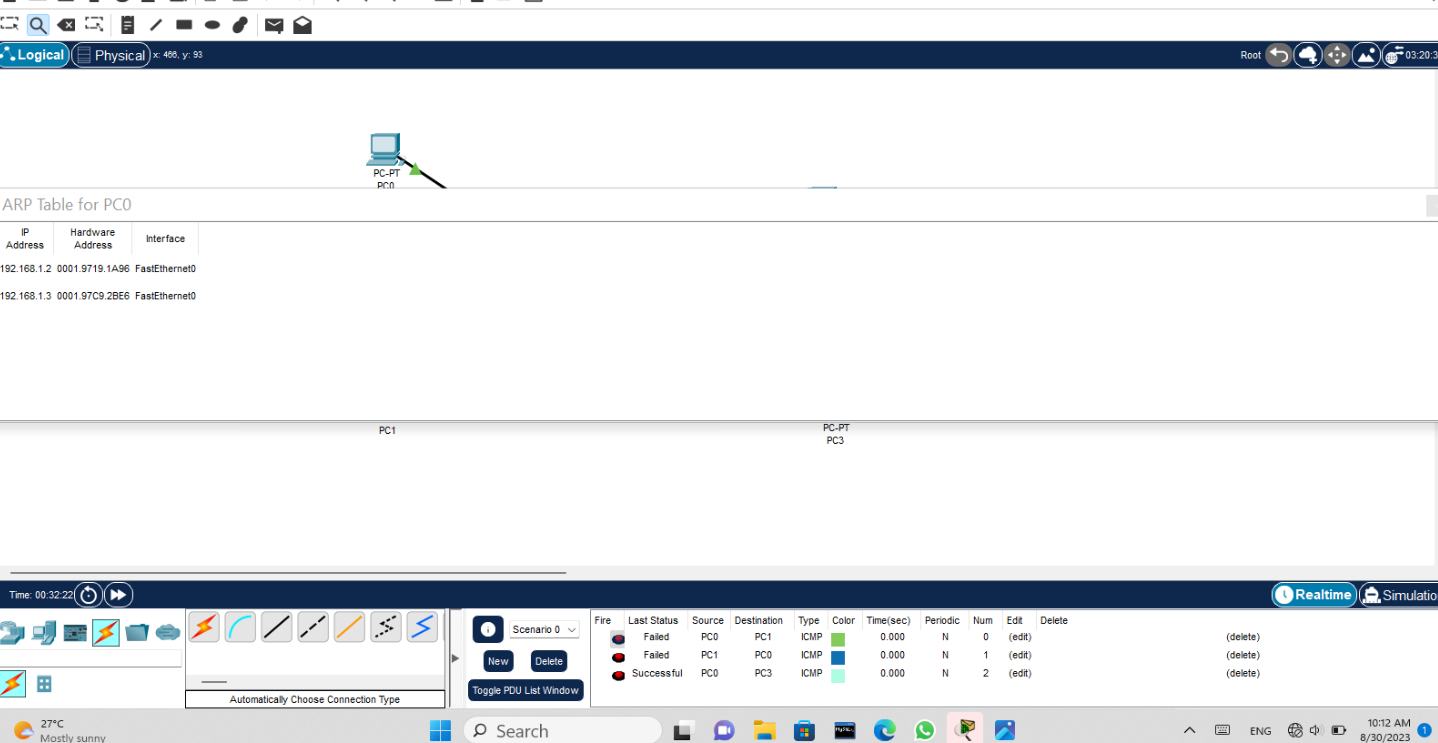 Logical Physical x: 466, y: 93 Root 03:20:3
PC-PT
PC0
ARP Table for PC0
IP Address Hardware Address Interface
192.168.1.2 0001.9719.1A96 FastEthernet0
192.168.1.3 0001.97C9.2BE6 FastEthernet0
PC1
PC-PT
PC3
Time: 00:32:22 Realtime Simulatio
Scenario 0
New Delete
Toggle PDU List Window
Automatically Choose Connection Type
Fire Last Status Source Destination Type Color Time(sec) Periodic Num Edit Delete
Failed PC0 PC1 ICMP 0.000 N 0 (edit) (delete)
Failed PC1 PC0 ICMP 0.000 N 1 (edit) (delete)
Successful PC0 PC3 ICMP 0.000 N 2 (edit) (delete)
27°C
Mostly sunny
Search
ENG
10:12 AM
8/30/2023
1